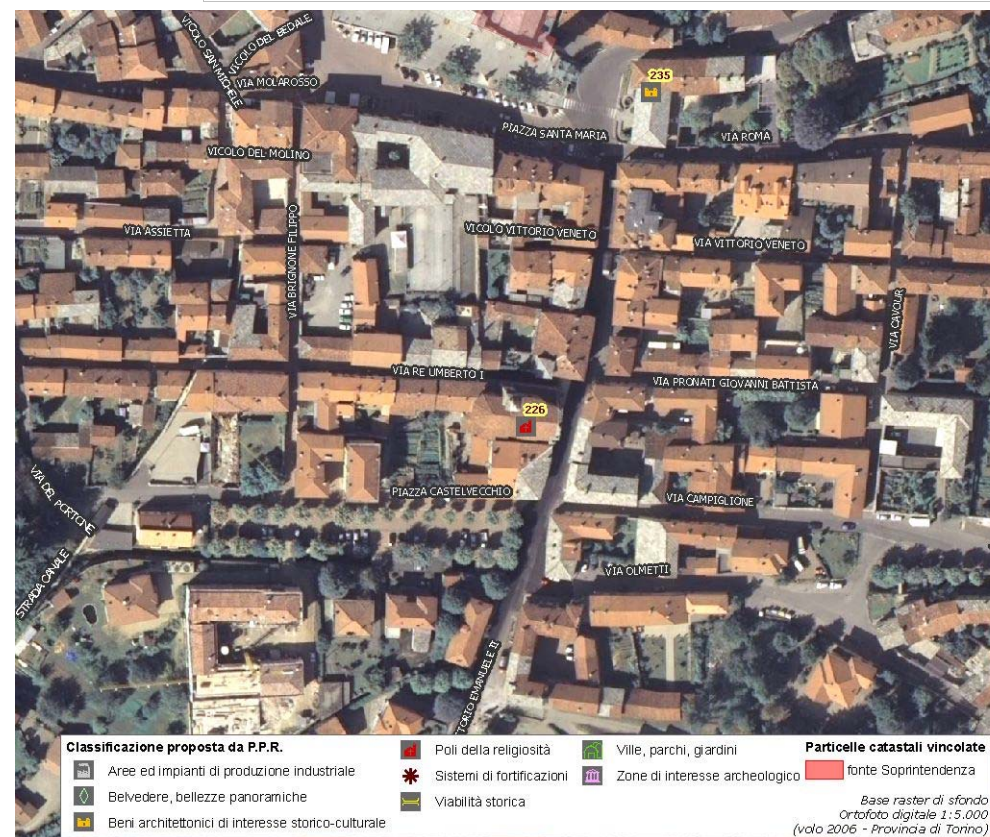 VICOLO DEL BEDALE
VICOLO SAN MICHELE
VIA MOLAROSSO
235
PIAZZA SANTA MARIA
VIA ROMA
VICOLO DEL MOLINO
VIA ASSIETTA
VIA BRIGNONE FILIPPO
VICOLO VITTORIO VENETO
VIA VITTORIO VENETO
VIA CAVOUR
VIA RE UMBERTO I
VIA PRONATI GIOVANNI BATTISTA
226
VIA DEL PORTONE
PIAZZA CASTELVECCHIO
VIA CAMPIGLIONE
STRADA CANALE
VIA OLMETTI
TORIO EMANUELE II
Classificazione proposta da P.P.R.
Aree ed impianti di produzione industriale
Belvedere, bellezze panoramiche
Beni architettonici di interesse storico-culturale
Poli della religiosità
Sistemi di fortificazioni
Viabilità storica
Ville, parchi, giardini
Zone di interesse archeologico
Particelle catastali vincolate
fonte Soprintendenza
Base raster di sfondo
Ortofoto digitale 1:5.000
(volo 2006 - Provincia di Torino)